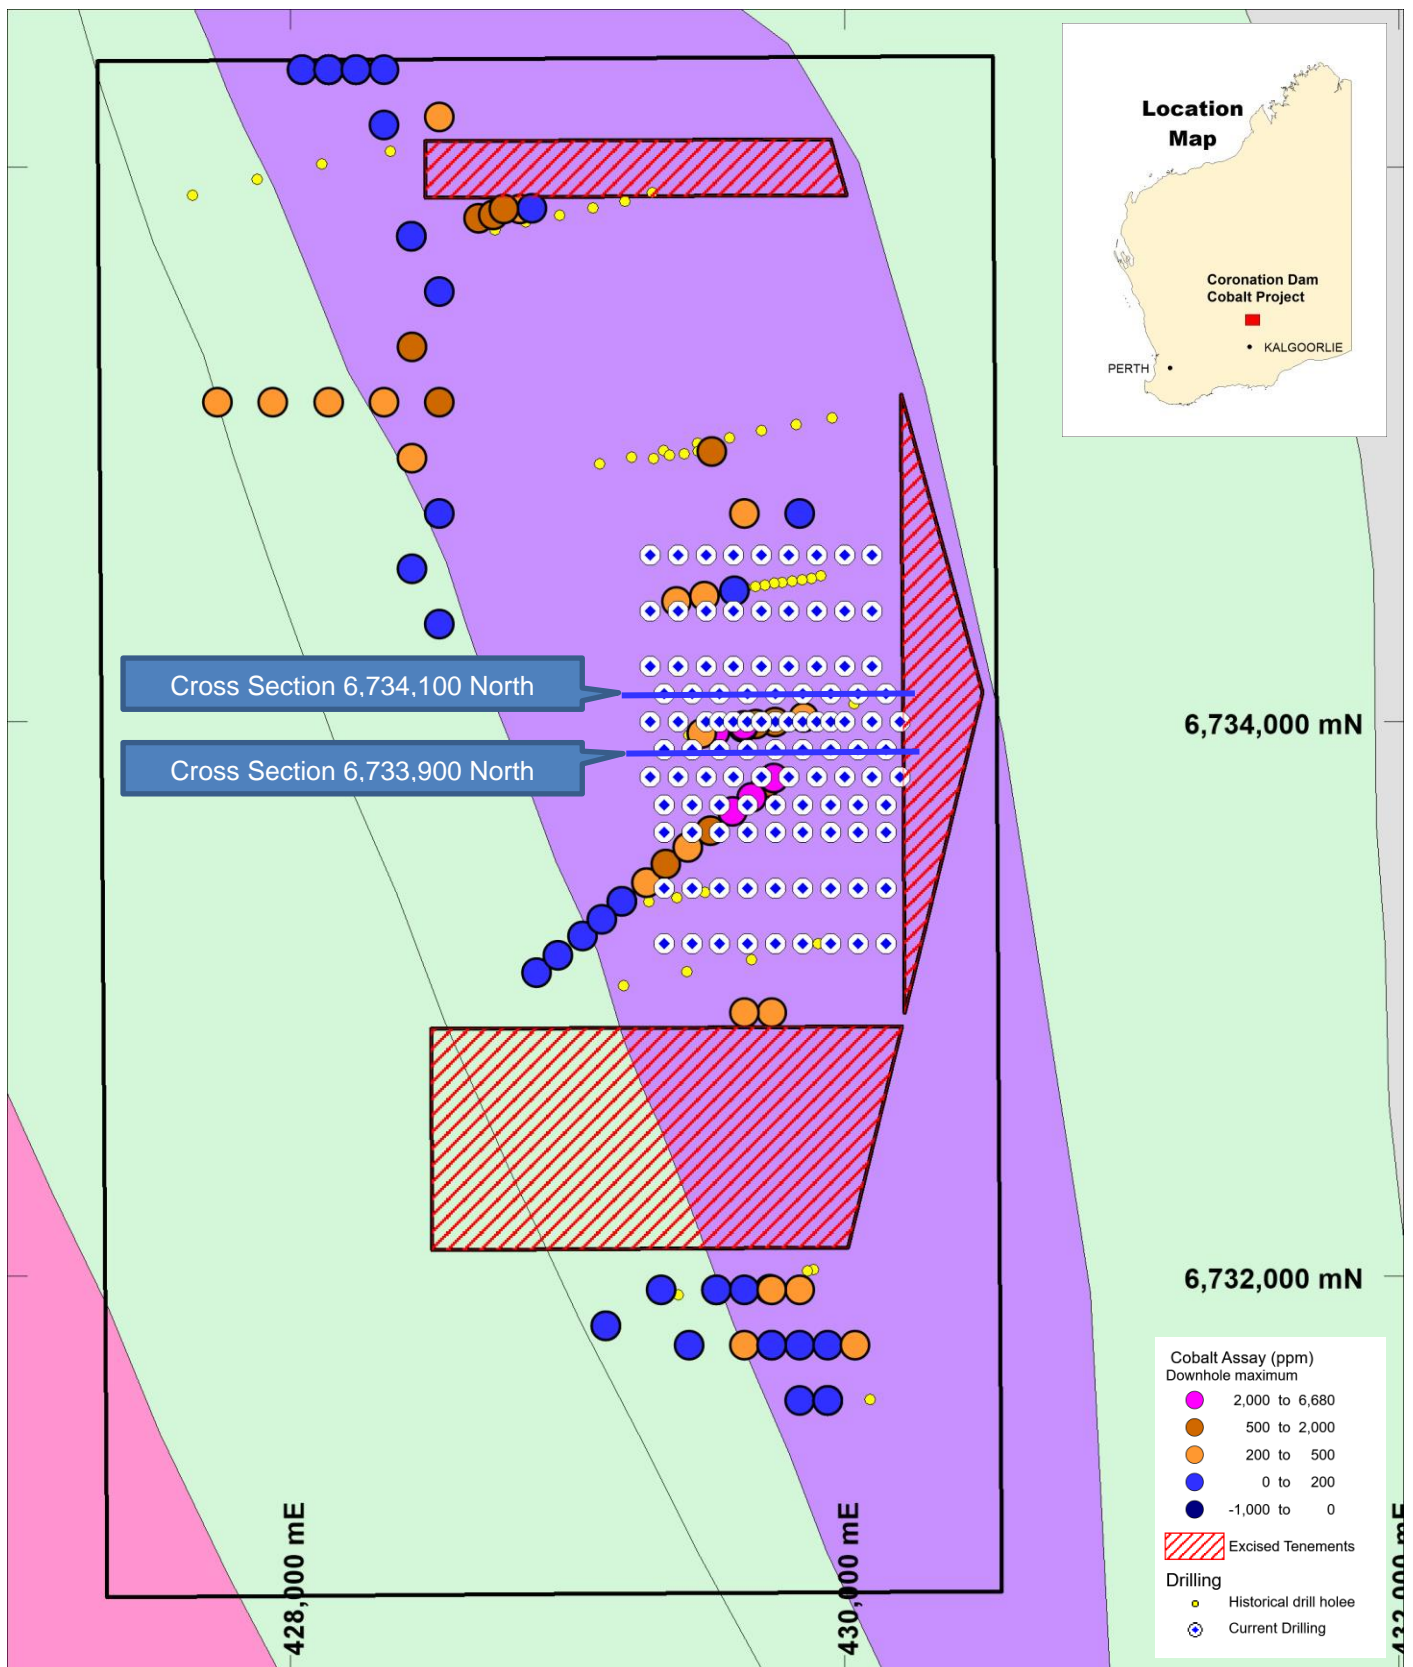 Location
Map
Coronation Dam
Cobalt Project
KALGOORLIE
PERTH
Cross Section 6,734,100 North
6,734,000 mN
Cross Section 6,733,900 North
6,732,000 mN
Cobalt Assay (ppm)
Downhole maximum
2,000 to 6,680
500 to 2,000
200 to 500
0 to 200
-1,000 to 0
Excised Tenements
Drilling
Historical drill holee
Current Drilling
428,000 mE
430,000 mE
432,000 mE